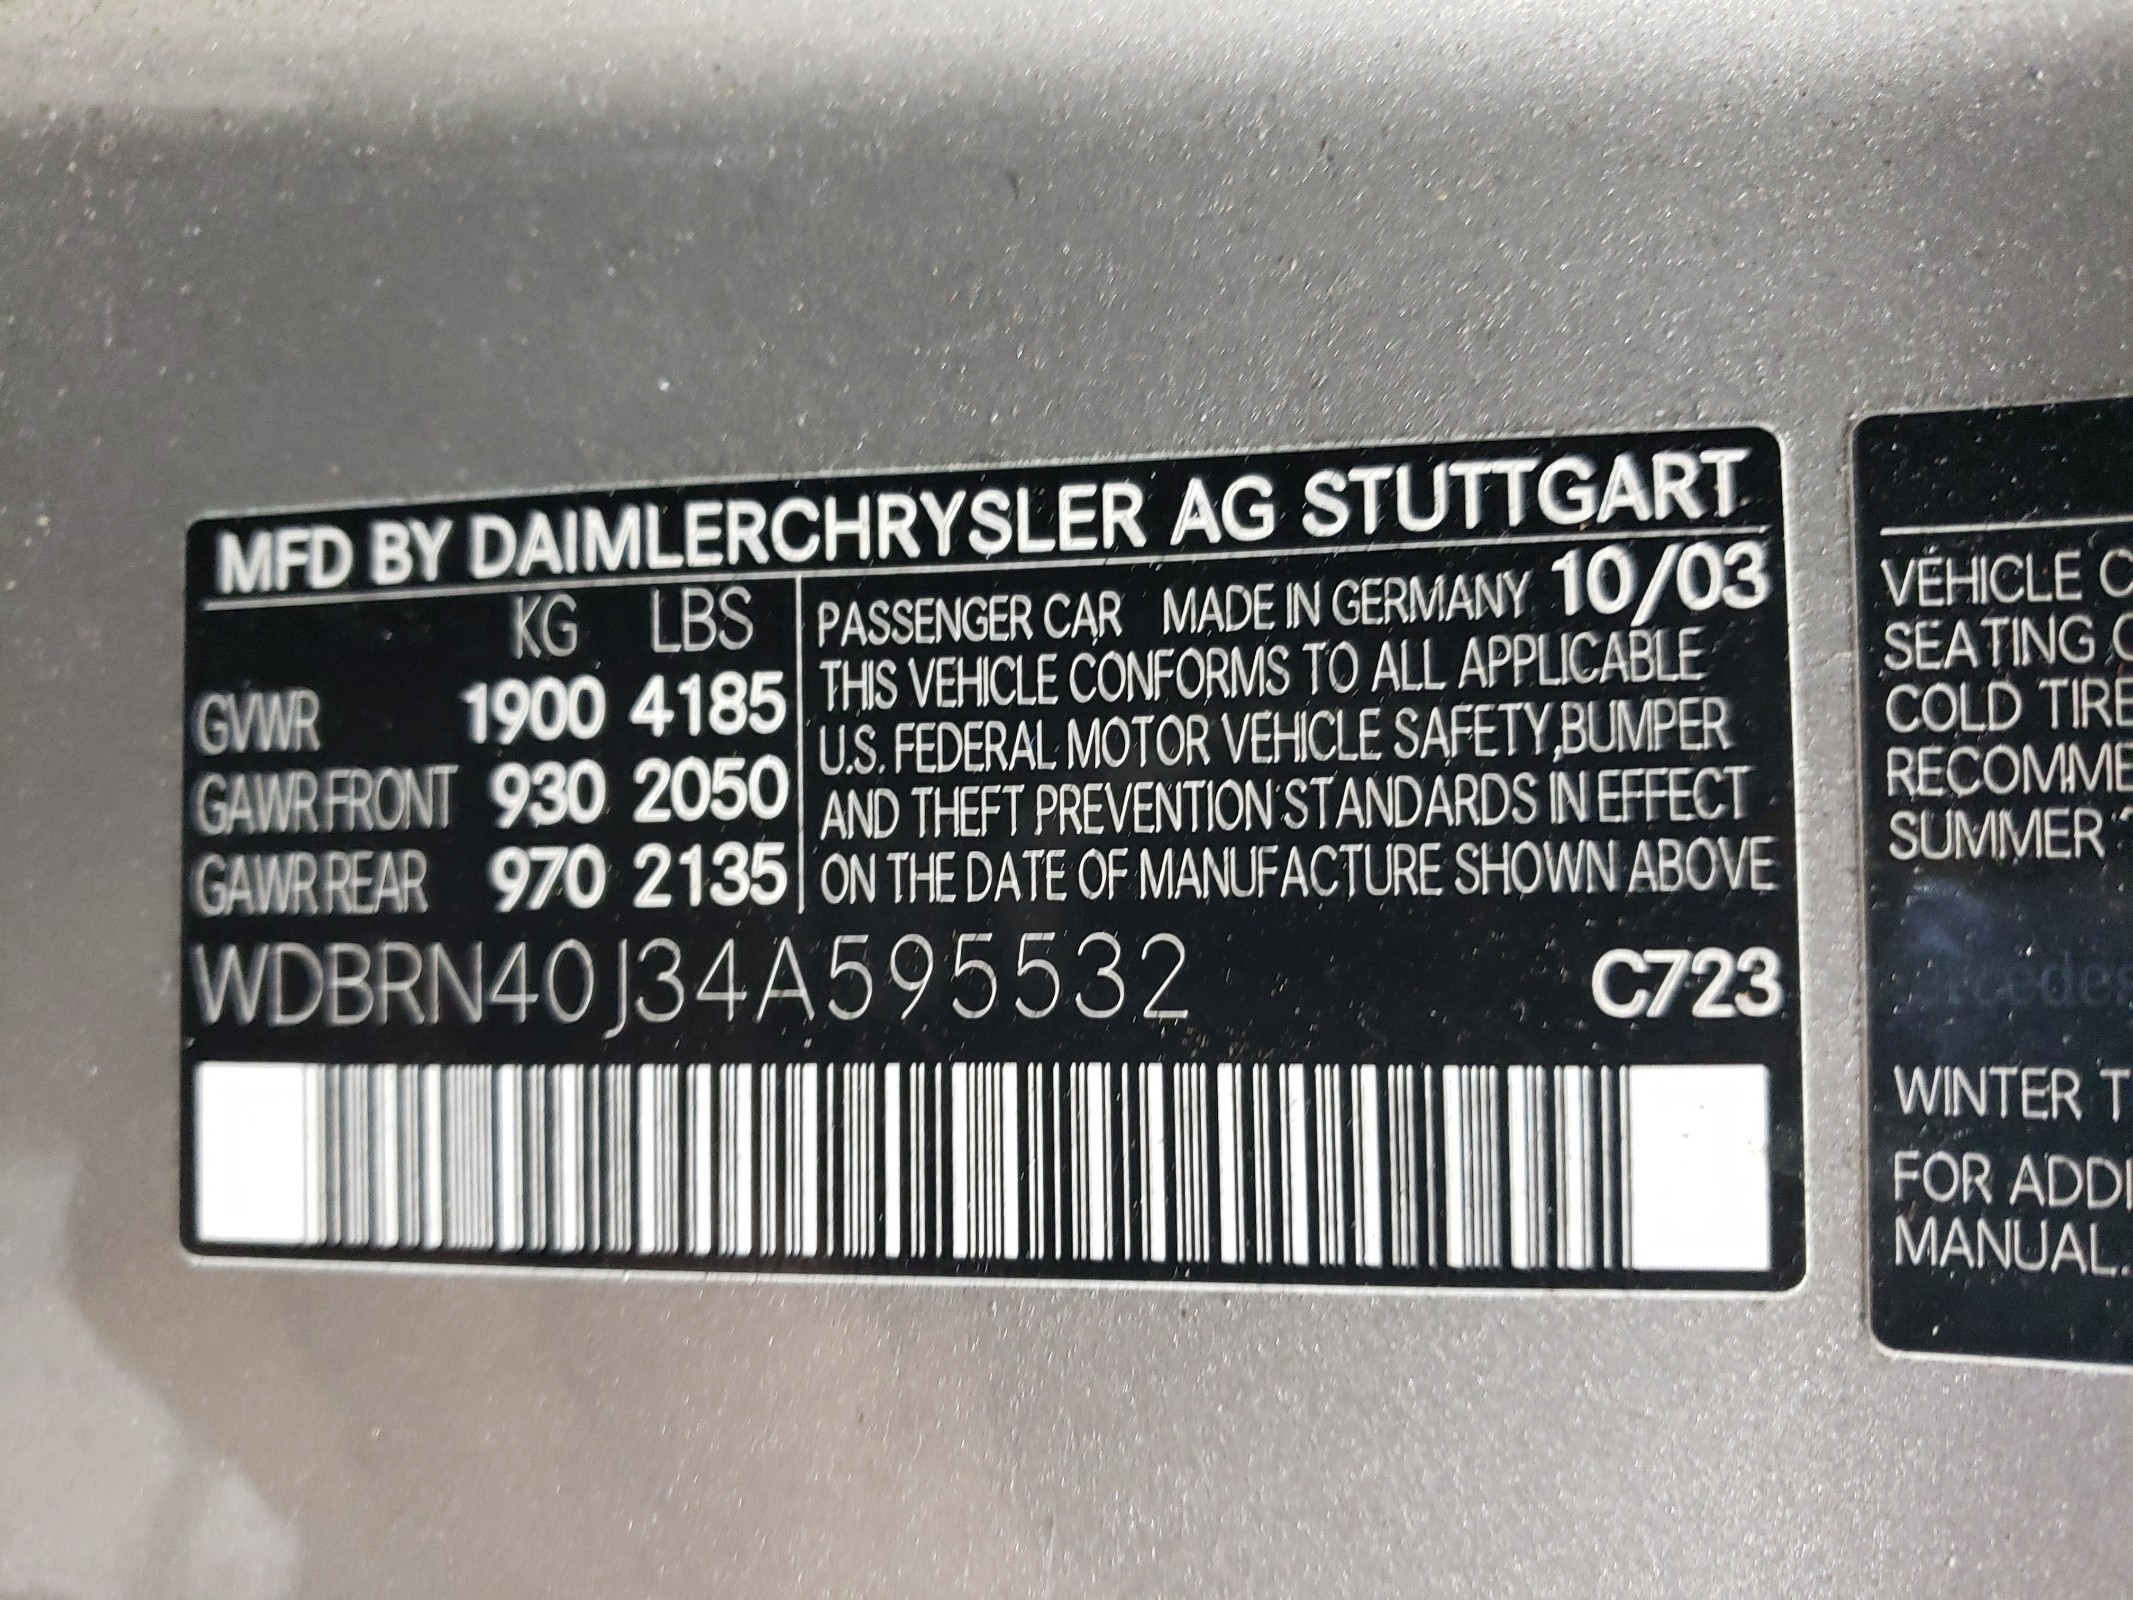 MFD BY DAIMLERCHRYSLER AG STUTTGART
KG LBS
GVWR 1900 4185
GAWR FRONT 930 2050
GAWR REAR 970 2135
PASSENGER CAR MADE IN GERMANY 10/03
THIS VEHICLE CONFORMS TO ALL APPLICABLE
U.S. FEDERAL MOTOR VEHICLE SAFETY,BUMPER
AND THEFT PREVENTION STANDARDS IN EFFECT
ON THE DATE OF MANUFACTURE SHOWN ABOVE
WDBRN40J34A595532 C723
VEHICLE C
SEATING
COLD TIRE
RECOMME
SUMMER
WINTER T
FOR ADDI
MANUAL.